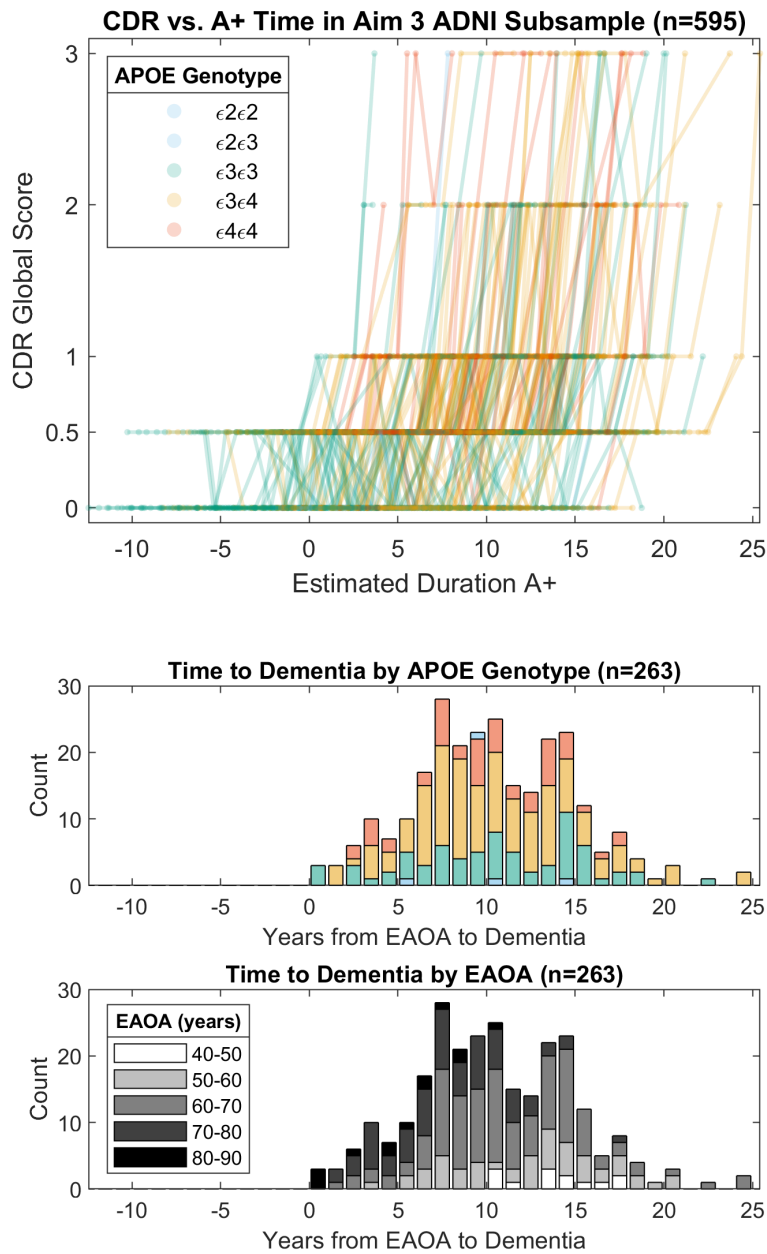 CDR vs. A+ Time in Aim 3 ADNI Subsample (n=595)
3
2
1
0.5
0
CDR Global Score
APOE Genotype
ϵ2ϵ2
ϵ2ϵ3
ϵ3ϵ3
ϵ3ϵ4
ϵ4ϵ4
-10 -5 0 5 10 15 20 25
Estimated Duration A+
Time to Dementia by APOE Genotype (n=263)
30
20
10
0
Count
-10 -5 0 5 10 15 20 25
Years from EAOA to Dementia
Time to Dementia by EAOA (n=263)
30
20
10
0
Count
EAOA (years)
40-50
50-60
60-70
70-80
80-90
-10 -5 0 5 10 15 20 25
Years from EAOA to Dementia